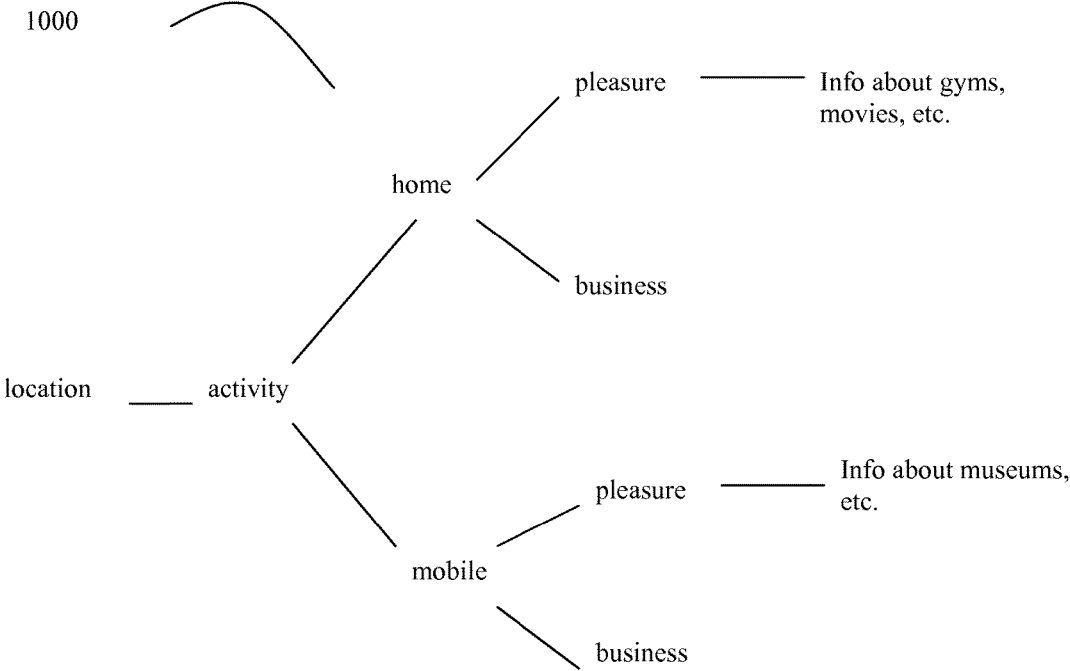 1000
pleasure
Info about gyms,
movies, etc.
home
business
location
activity
Info about museums,
etc.
pleasure
mobile
business